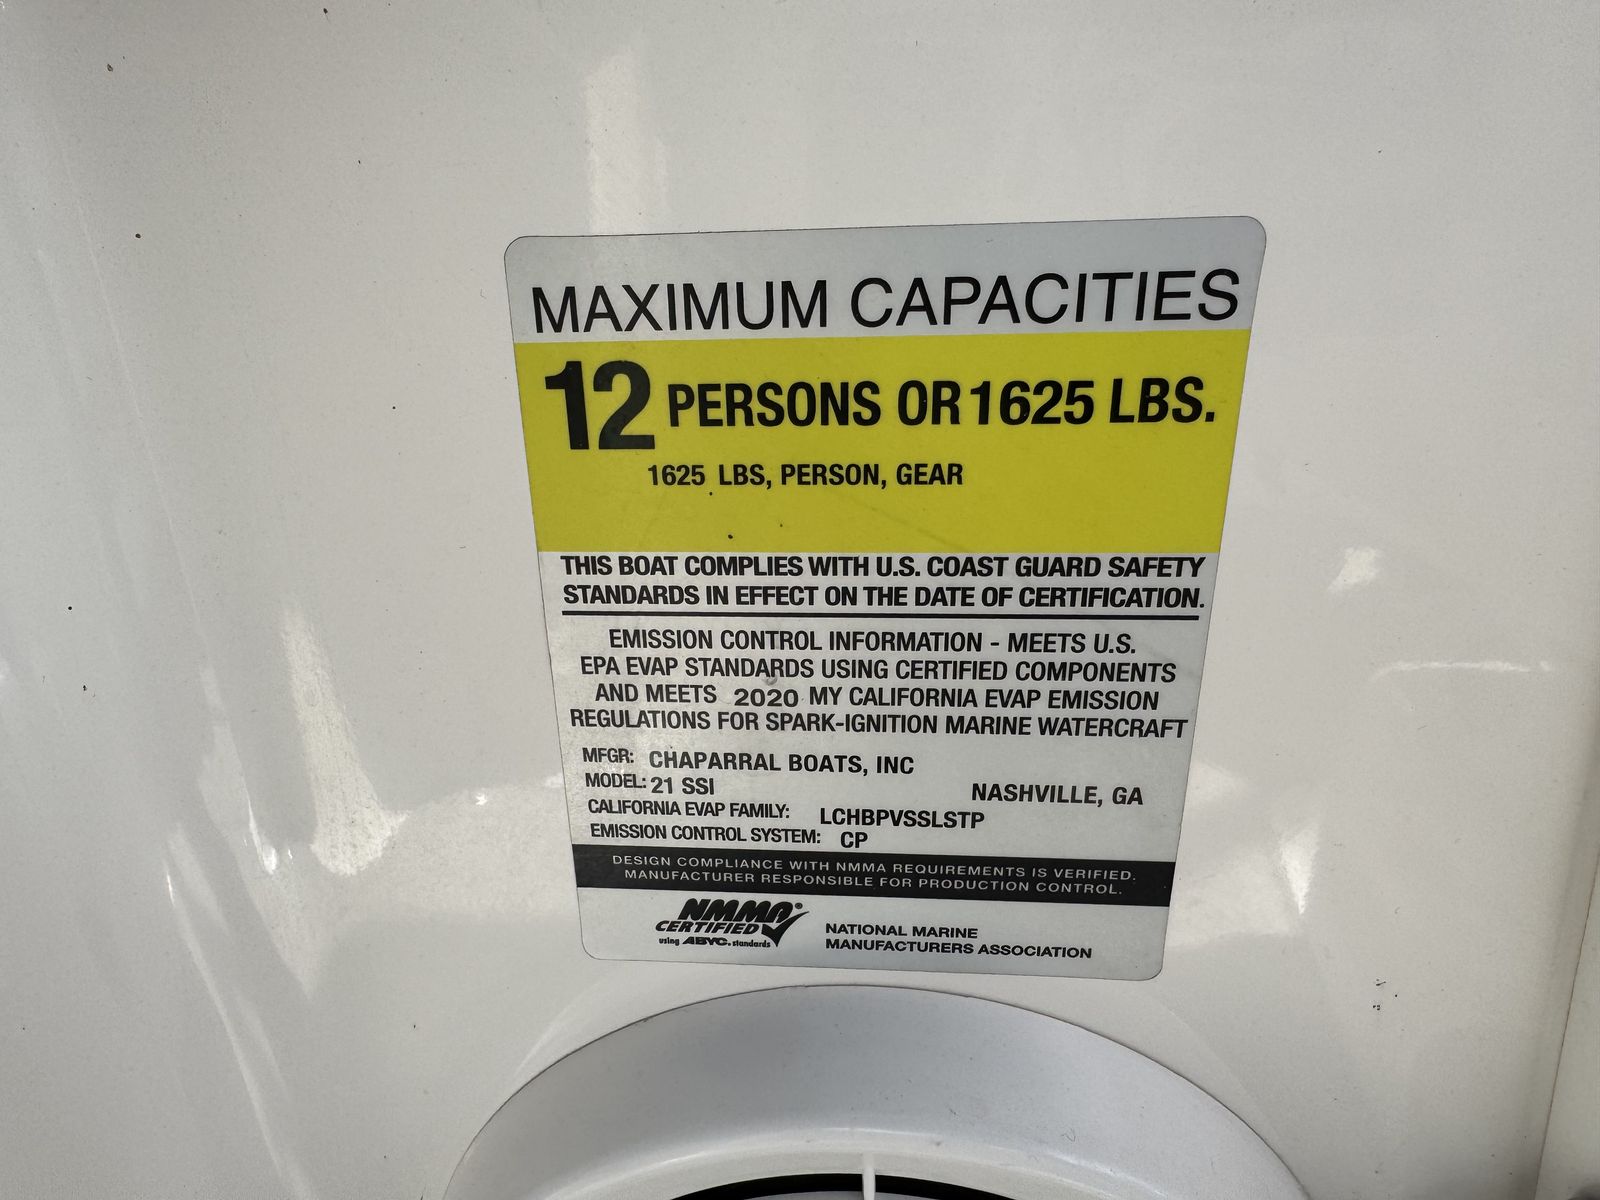 MAXIMUM CAPACITIES
12 PERSONS OR 1625 LBS.
1625 LBS, PERSON, GEAR
THIS BOAT COMPLIES WITH U.S. COAST GUARD SAFETY
STANDARDS IN EFFECT ON THE DATE OF CERTIFICATION.
EMISSION CONTROL INFORMATION - MEETS U.S.
EPA EVAP STANDARDS USING CERTIFIED COMPONENTS
AND MEETS 2020 MY CALIFORNIA EVAP EMISSION
REGULATIONS FOR SPARK-IGNITION MARINE WATERCRAFT
MFGR: CHAPARRAL BOATS, INC
MODEL: 21 SSI NASHVILLE, GA
CALIFORNIA EVAP FAMILY: LCHBPVSSLSTP
EMISSION CONTROL SYSTEM: CP
DESIGN COMPLIANCE WITH NMMA REQUIREMENTS IS VERIFIED.
MANUFACTURER RESPONSIBLE FOR PRODUCTION CONTROL.
NMMA®
CERTIFIED
using ABYC. standards
NATIONAL MARINE
MANUFACTURERS ASSOCIATION